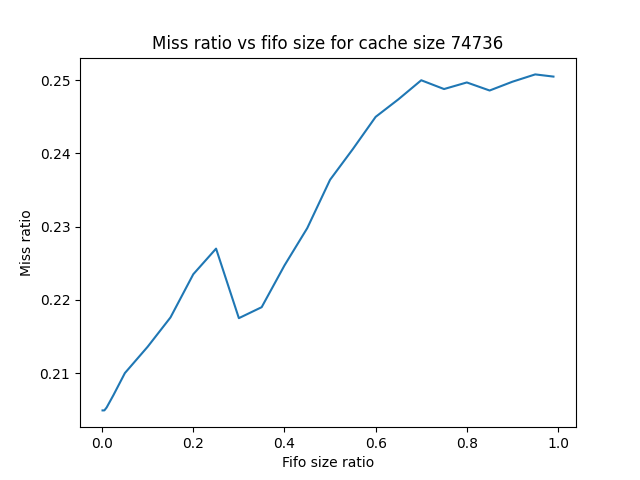 Miss ratio vs fifo size for cache size 74736
0.25
0.24
0.23
0.22
0.21
Miss ratio
0.0 0.2 0.4 0.6 0.8 1.0
Fifo size ratio